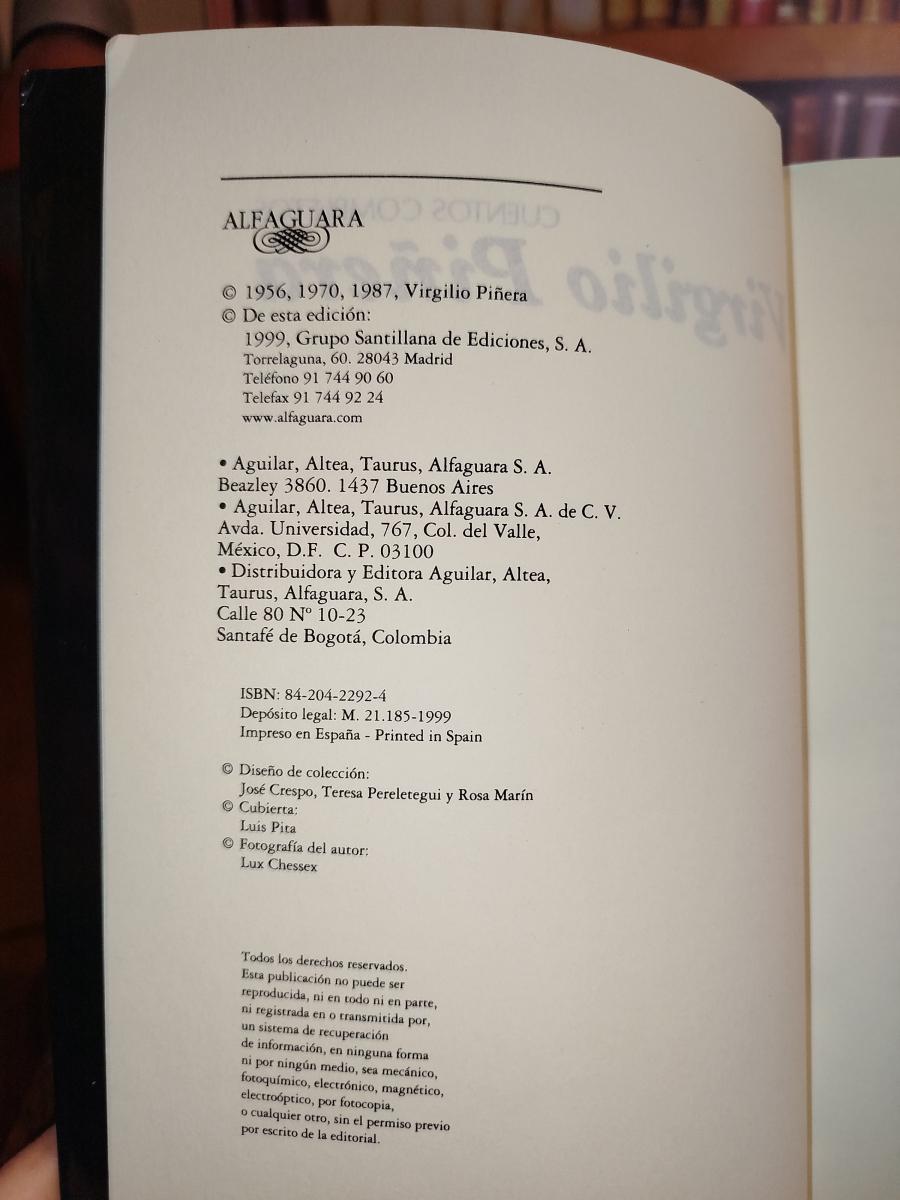 ALFAGUARA
© 1956, 1970, 1987, Virgilio Piñera
© De esta edición:
1999, Grupo Santillana de Ediciones, S. A.
Torrelaguna, 60. 28043 Madrid
Teléfono 91 744 90 60
Telefax 91 744 92 24
www.alfaguara.com
• Aguilar, Altea, Taurus, Alfaguara S. A.
Beazley 3860. 1437 Buenos Aires
• Aguilar, Altea, Taurus, Alfaguara S. A. de C. V.
Avda. Universidad, 767, Col. del Valle,
México, D.F. C. P. 03100
• Distribuidora y Editora Aguilar, Altea,
Taurus, Alfaguara, S. A.
Calle 80 Nº 10-23
Santafé de Bogotá, Colombia
ISBN: 84-204-2292-4
Depósito legal: M. 21.185-1999
Impreso en España - Printed in Spain
© Diseño de colección:
José Crespo, Teresa Pereletegui y Rosa Marín
© Cubierta:
Luis Pita
© Fotografía del autor:
Lux Chessex
Todos los derechos reservados.
Esta publicación no puede ser
reproducida, ni en todo ni en parte,
ni registrada en o transmitida por,
un sistema de recuperación
de información, en ninguna forma
ni por ningún medio, sea mecánico,
fotoquímico, electrónico, magnético,
electroóptico, por fotocopia,
o cualquier otro, sin el permiso previo
por escrito de la editorial.
CUENTOS COMPLETOS
Virgilio Piñera